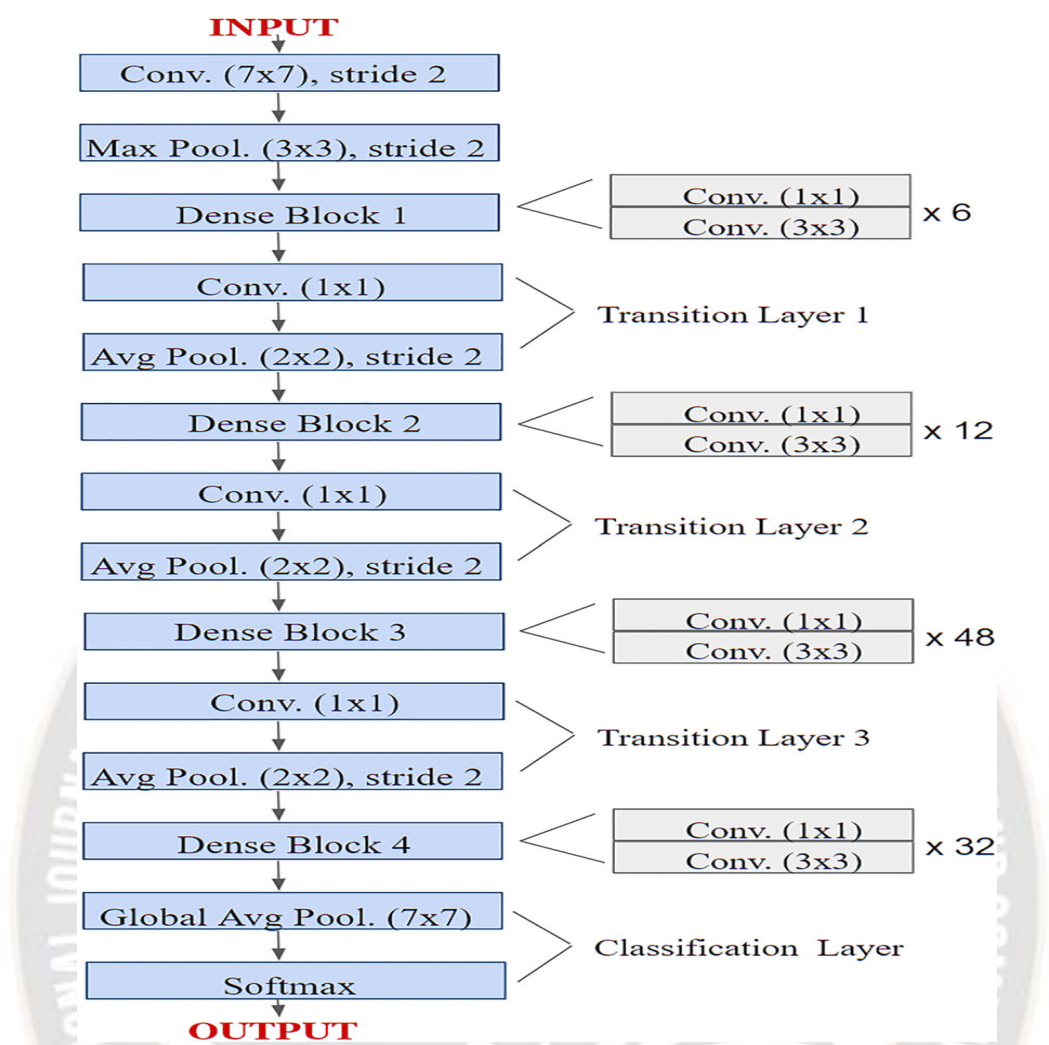 INPUT
Conv. (7x7), stride 2
Max Pool. (3x3), stride 2
Dense Block 1
Conv. (1x1)
Conv. (3x3)
x 6
Conv. (1x1)
Avg Pool. (2x2), stride 2
Transition Layer 1
Dense Block 2
Conv. (1x1)
Conv. (3x3)
x 12
Conv. (1x1)
Avg Pool. (2x2), stride 2
Transition Layer 2
Dense Block 3
Conv. (1x1)
Conv. (3x3)
x 48
Conv. (1x1)
Avg Pool. (2x2), stride 2
Transition Layer 3
Dense Block 4
Conv. (1x1)
Conv. (3x3)
x 32
Global Avg Pool. (7x7)
Softmax
Classification Layer
OUTPUT